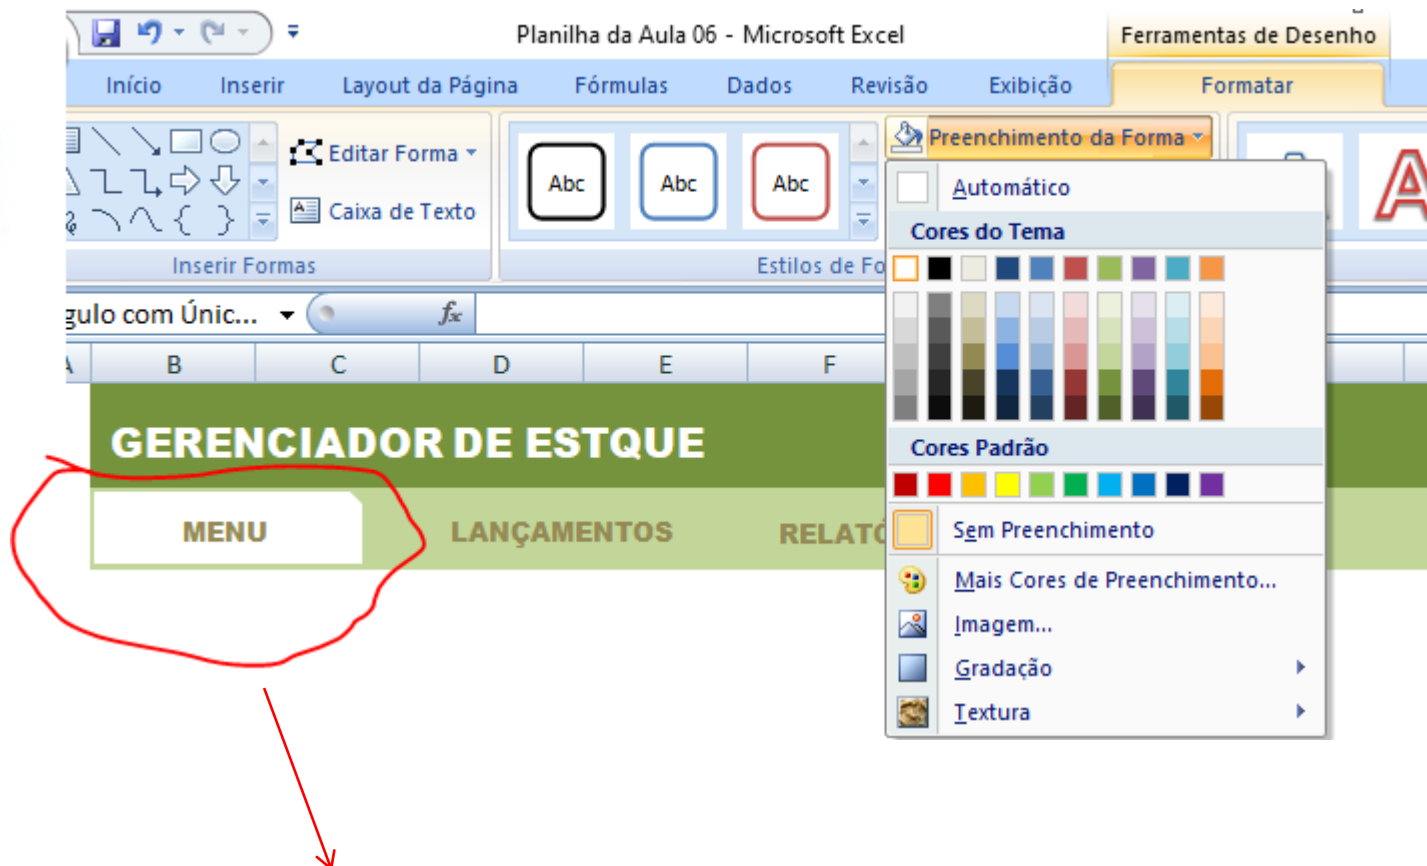 Planilha da Aula 06 - Microsoft Excel
Ferramentas de Desenho
Início Inserir Layout da Página Fórmulas Dados Revisão Exibição Formatar
Editar Forma
Caixa de Texto
Abc Abc Abc
Preenchimento da Forma
Inserir Formas
Estilos de Fo
gulo com Únic...
fx
B C D E F
GERENCIADOR DE ESTQUE
MENU LANÇAMENTOS RELATÓ
Automático
Cores do Tema
Cores Padrão
Sem Preenchimento
Mais Cores de Preenchimento...
Imagem...
Gradação
Textura